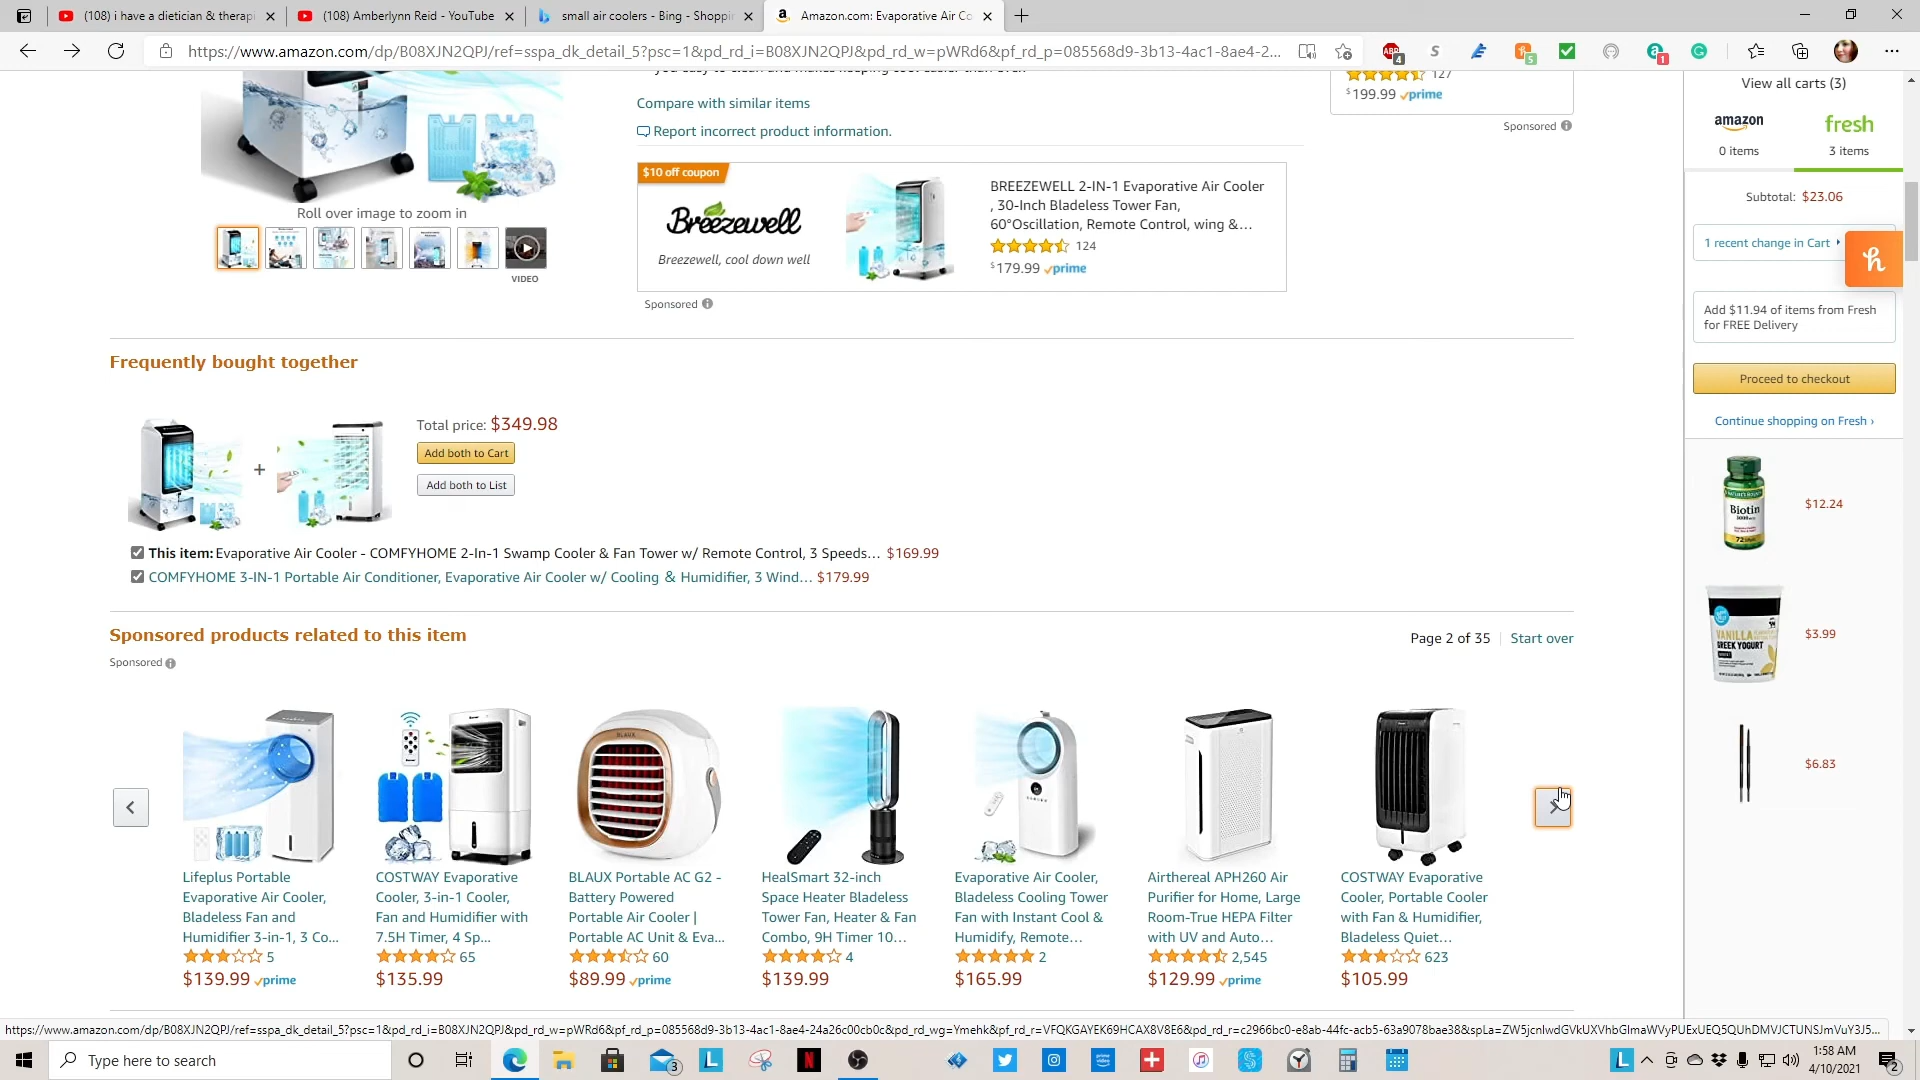 (108) i have a dietician & therapi
(108) Amberlynn Reid - YouTube
small air coolers - Bing - Shoppin
Amazon.com: Evaporative Air Co
https://www.amazon.com/dp/B08XJN2QPJ/ref=sspa_dk_detail_5?psc=1&pd_rd_i=B08XJN2QPJ&pd_rd_w=pWRd6&pf_rd_p=085568d9-3b13-4ac1-8ae4-2...
you easy to clean and makes keeping cool easier than ever
Compare with similar items
Report incorrect product information.
127
$199.99 prime
Sponsored
View all carts (3)
amazon
0 items
fresh
3 items
Subtotal: $23.06
1 recent change in Cart
Add $11.94 of items from Fresh
for FREE Delivery
Proceed to checkout
Continue shopping on Fresh ›
Roll over image to zoom in
VIDEO
$10 off coupon
Breezewell
Breezewell, cool down well
BREEZEWELL 2-IN-1 Evaporative Air Cooler
, 30-Inch Bladeless Tower Fan,
60°Oscillation, Remote Control, wing &...
124
$179.99 prime
Sponsored
Frequently bought together
Total price: $349.98
Add both to Cart
Add both to List
This item: Evaporative Air Cooler - COMFYHOME 2-In-1 Swamp Cooler & Fan Tower w/ Remote Control, 3 Speeds... $169.99
COMFYHOME 3-IN-1 Portable Air Conditioner, Evaporative Air Cooler w/ Cooling & Humidifier, 3 Wind... $179.99
Biotin
$12.24
VANILLA
GREEK YOGURT
$3.99
$6.83
Sponsored products related to this item
Page 2 of 35
Start over
Sponsored
BLAUX
Lifeplus Portable
Evaporative Air Cooler,
Bladeless Fan and
Humidifier 3-in-1, 3 Co...
5
$139.99 prime
COSTWAY Evaporative
Cooler, 3-in-1 Cooler,
Fan and Humidifier with
7.5H Timer, 4 Sp...
65
$135.99
BLAUX Portable AC G2 -
Battery Powered
Portable Air Cooler |
Portable AC Unit & Eva...
60
$89.99 prime
HealSmart 32-inch
Space Heater Bladeless
Tower Fan, Heater & Fan
Combo, 9H Timer 10...
4
$139.99
Evaporative Air Cooler,
Bladeless Cooling Tower
Fan with Instant Cool &
Humidify, Remote...
2
$165.99
Airthereal APH260 Air
Purifier for Home, Large
Room-True HEPA Filter
with UV and Auto...
2,545
$129.99 prime
COSTWAY Evaporative
Cooler, Portable Cooler
with Fan & Humidifier,
Bladeless Quiet...
623
$105.99
https://www.amazon.com/dp/B08XJN2QPJ/ref=sspa_dk_detail_5?psc=1&pd_rd_i=B08XJN2QPJ&pd_rd_w=pWRd6&pf_rd_p=085568d9-3b13-4ac1-8ae4-24a26c00cb0c&pd_rd_wg=Ymehk&pf_rd_r=VFQKGAYEK69HCAX8V8E6&pd_rd_r=c2966bc0-e8ab-44fc-acb5-63a9078bae38&spLa=ZW5jcnlwdGVkUXVhbGlmaWVyPUExUEQ5QUhDMVJCTUNSJmVuY3J5...
Type here to search
1:58 AM
4/10/2021